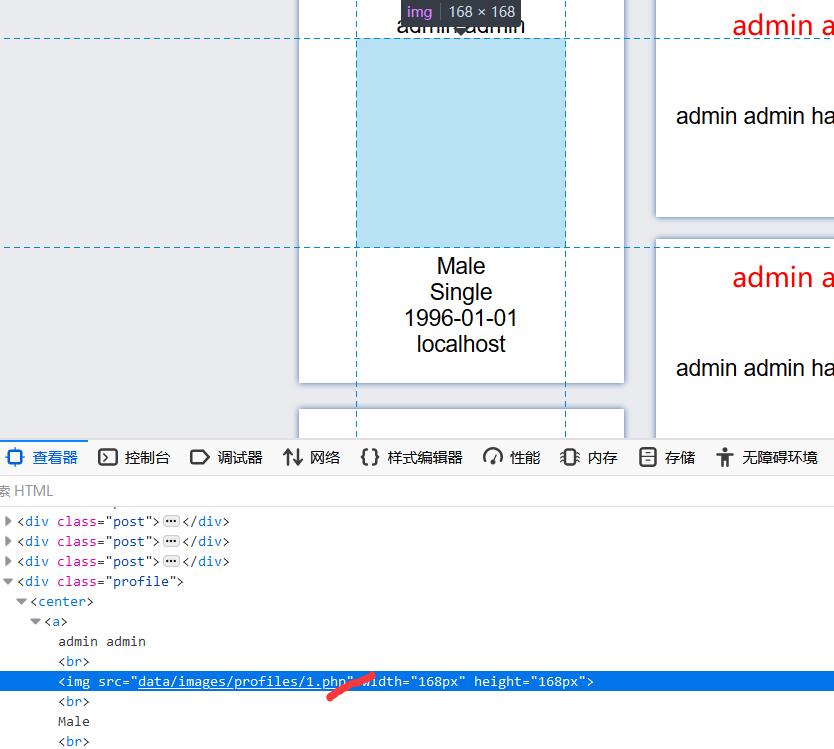 img 168 × 168
admin admin
admin a
admin admin ha
Male
Single
1996-01-01
localhost
admin a
admin admin ha
查看器 控制台 调试器 网络 样式编辑器 性能 内存 存储 无障碍环境
索 HTML
<div class="post"> ••• </div>
<div class="post"> ••• </div>
<div class="post"> ••• </div>
<div class="profile">
<center>
<a>
admin admin
<br>
<img src="data/images/profiles/1.php" width="168px" height="168px">
<br>
Male
<br>